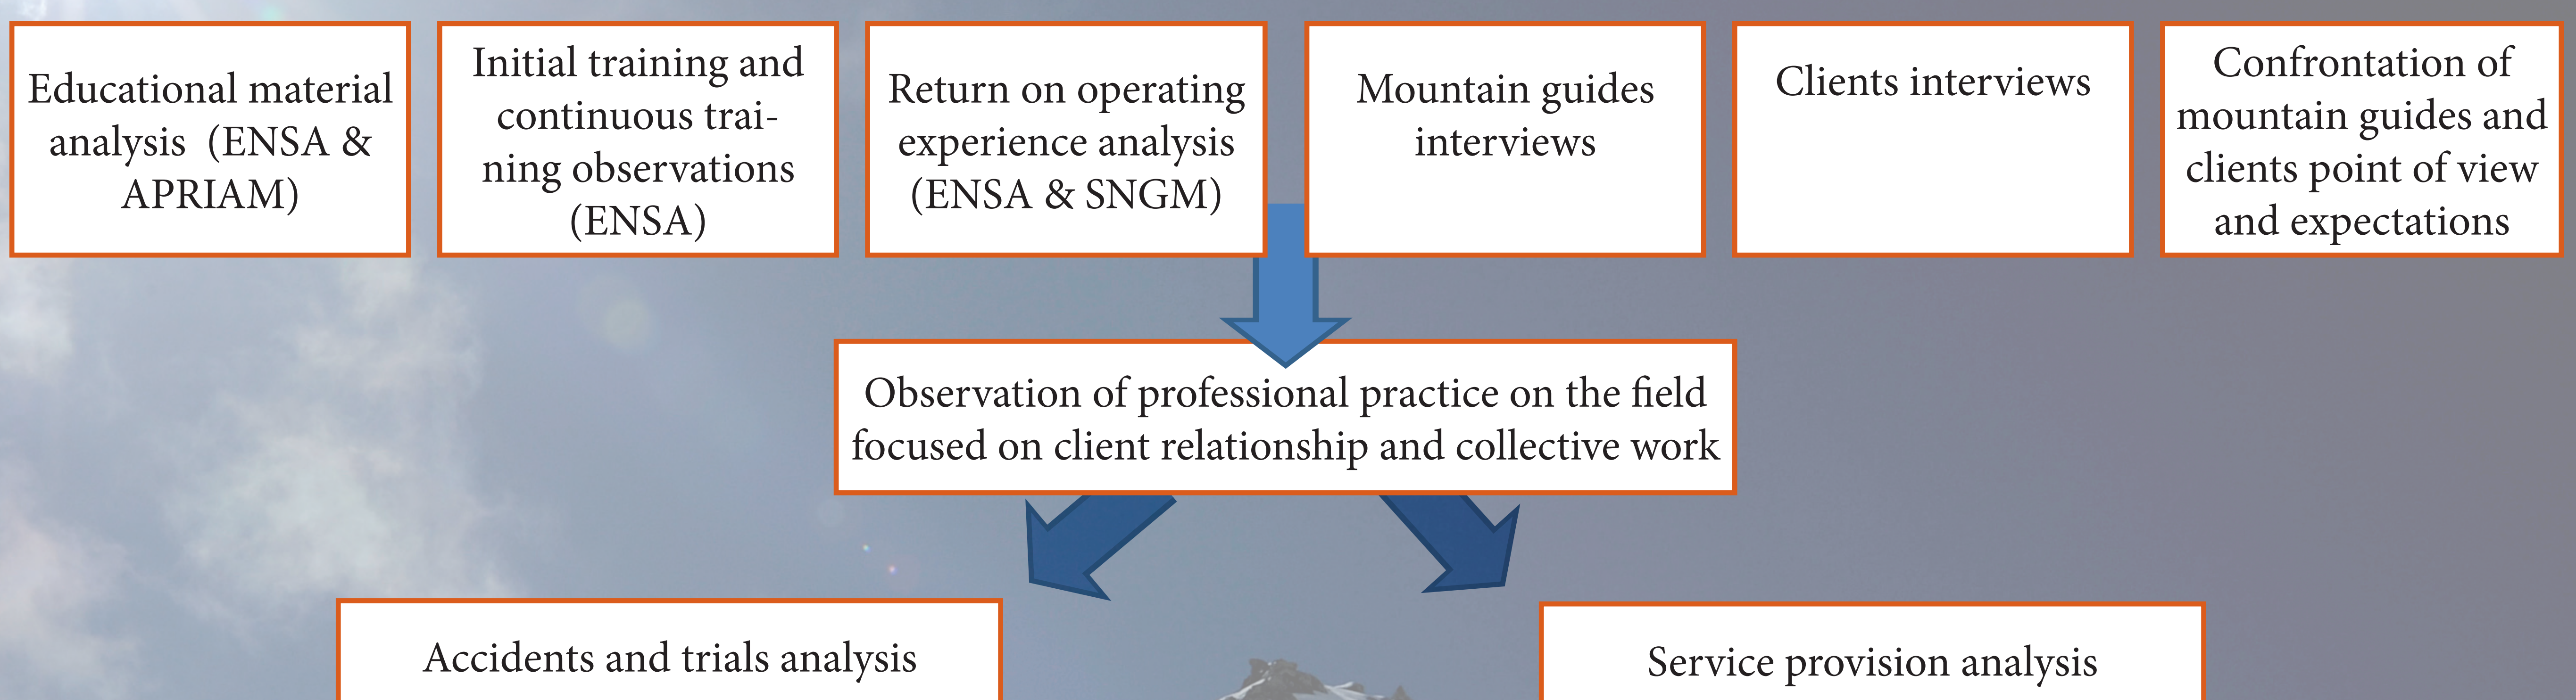 Educational material
analysis  (ENSA &
APRIAM)
Initial training and
continuous trai-
ning observations
(ENSA)
Return on operating
experience analysis
(ENSA & SNGM)
Mountain guides
interviews
Clients interviews
Confrontation of
mountain guides and
clients point of view
and expectations
Observation of professional practice on the field
focused on client relationship and collective work
Accidents and trials analysis
Service provision analysis